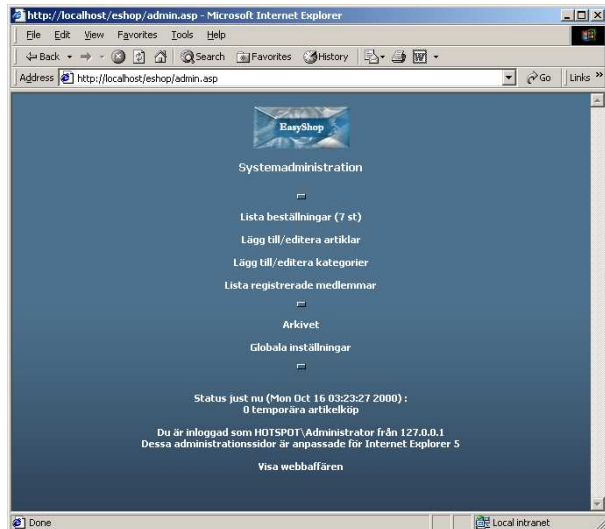 http://localhost/eshop/admin.asp - Microsoft Internet Explorer
File Edit View Favorites Tools Help
Back Search Favorites History
Address http://localhost/eshop/admin.asp Go Links »
EasyShop
Systemadministration
Lista beställningar (7 st)
Lägg till/editera artiklar
Lägg till/editera kategorier
Lista registrerade medlemmar
Arkivet
Globala inställningar
Status just nu (Mon Oct 16 03:23:27 2000) :
0 temporära artikelköp
Du är inloggad som HOTSPOT\Administrator från 127.0.0.1
Dessa administrationssidor är anpassade för Internet Explorer 5
Visa webbaffären
Done Local intranet